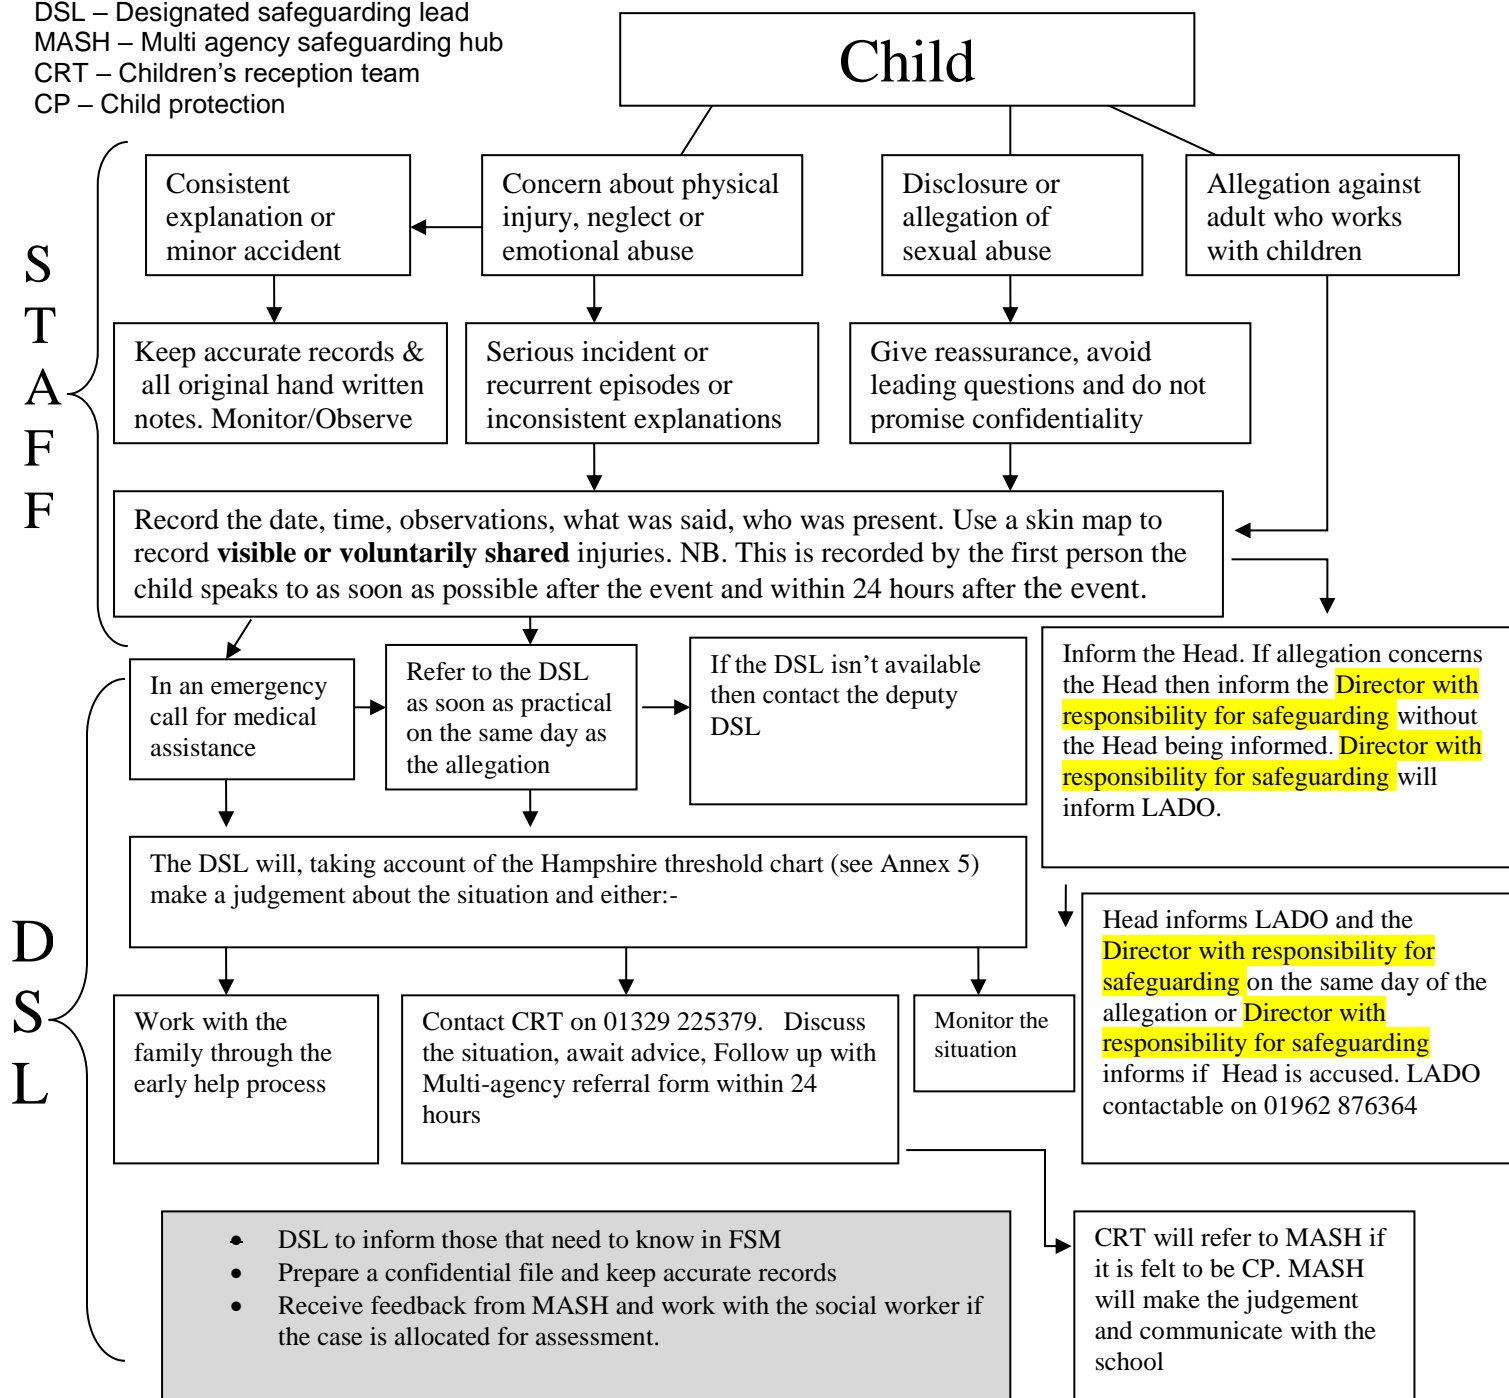 DSL – Designated safeguarding lead
MASH – Multi agency safeguarding hub
CRT – Children's reception team
CP – Child protection
Child
S
T
A
F
F
Consistent
explanation or
minor accident
Concern about physical
injury, neglect or
emotional abuse
Disclosure or
allegation of
sexual abuse
Allegation against
adult who works
with children
Keep accurate records &
all original hand written
notes. Monitor/Observe
Serious incident or
recurrent episodes or
inconsistent explanations
Give reassurance, avoid
leading questions and do not
promise confidentiality
Record the date, time, observations, what was said, who was present. Use a skin map to
record visible or voluntarily shared injuries. NB. This is recorded by the first person the
child speaks to as soon as possible after the event and within 24 hours after the event.
D
S
L
In an emergency
call for medical
assistance
Refer to the DSL
as soon as practical
on the same day as
the allegation
If the DSL isn't available
then contact the deputy
DSL
Inform the Head. If allegation concerns
the Head then inform the Director with
responsibility for safeguarding without
the Head being informed. Director with
responsibility for safeguarding will
inform LADO.
The DSL will, taking account of the Hampshire threshold chart (see Annex 5)
make a judgement about the situation and either:-
Head informs LADO and the
Director with responsibility for
safeguarding on the same day of the
allegation or Director with
responsibility for safeguarding
informs if  Head is accused. LADO
contactable on 01962 876364
Work with the
family through the
early help process
Contact CRT on 01329 225379.   Discuss
the situation, await advice, Follow up with
Multi-agency referral form within 24
hours
Monitor the
situation
• DSL to inform those that need to know in FSM
• Prepare a confidential file and keep accurate records
• Receive feedback from MASH and work with the social worker if
the case is allocated for assessment.
CRT will refer to MASH if
it is felt to be CP. MASH
will make the judgement
and communicate with the
school